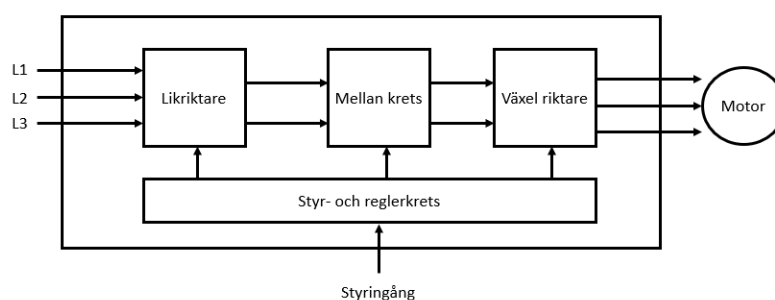 L1
L2
L3
Likriktare
Mellan krets
Växel riktare
Motor
Styr- och reglerkrets
Styringång